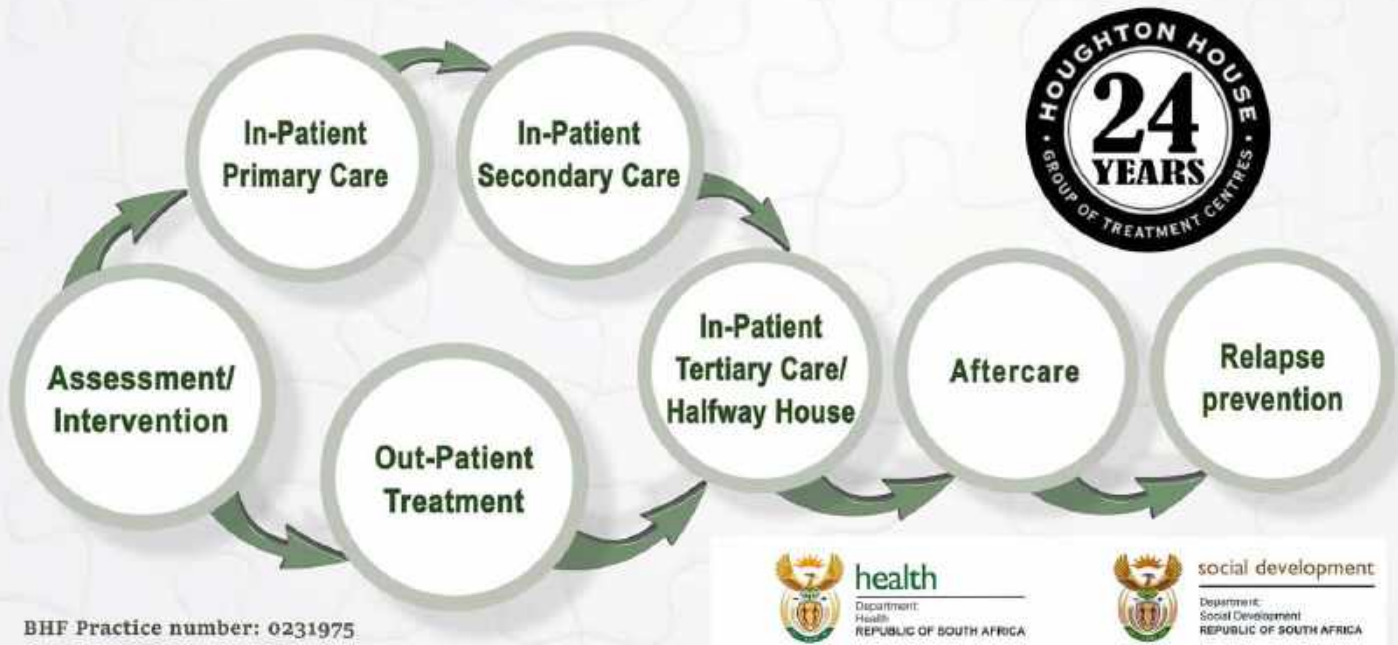 HOUGHTON HOUSE
24
YEARS
GROUP OF TREATMENT CENTRES
In-Patient
Primary Care
In-Patient
Secondary Care
Assessment/
Intervention
Out-Patient
Treatment
In-Patient
Tertiary Care/
Halfway House
Aftercare
Relapse
prevention
BHF Practice number: 0231975
health
Department:
Health
REPUBLIC OF SOUTH AFRICA
social development
Department:
Social Development
REPUBLIC OF SOUTH AFRICA